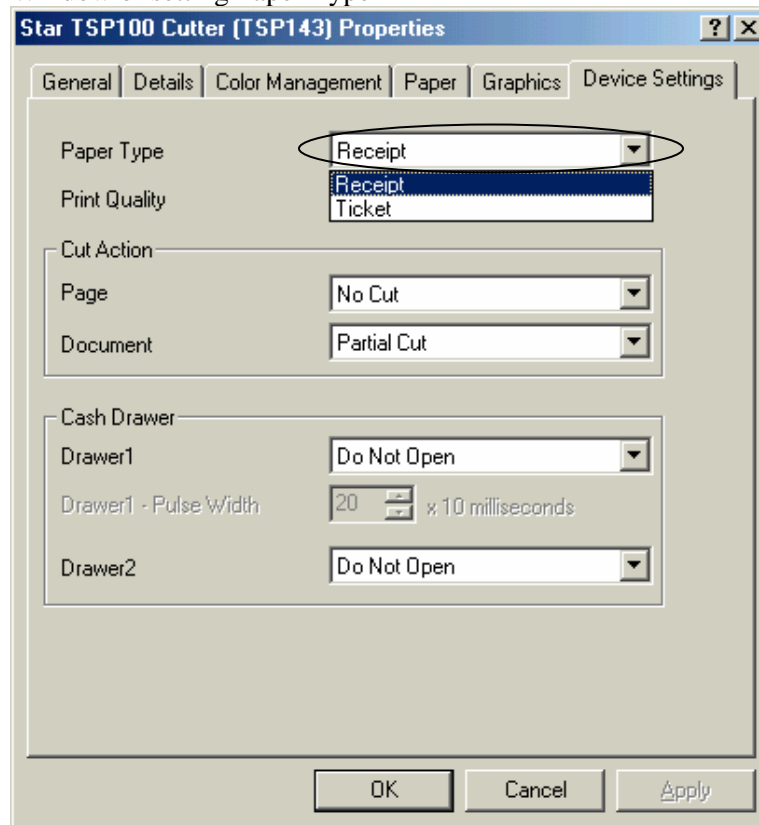 Star TSP100 Cutter (TSP143) Properties
General Details Color Management Paper Graphics Device Settings
Paper Type Receipt
Receipt
Print Quality Ticket
Cut Action
Page No Cut
Document Partial Cut
Cash Drawer
Drawer1 Do Not Open
Drawer1 - Pulse Width 20 x 10 milliseconds
Drawer2 Do Not Open
OK Cancel Apply